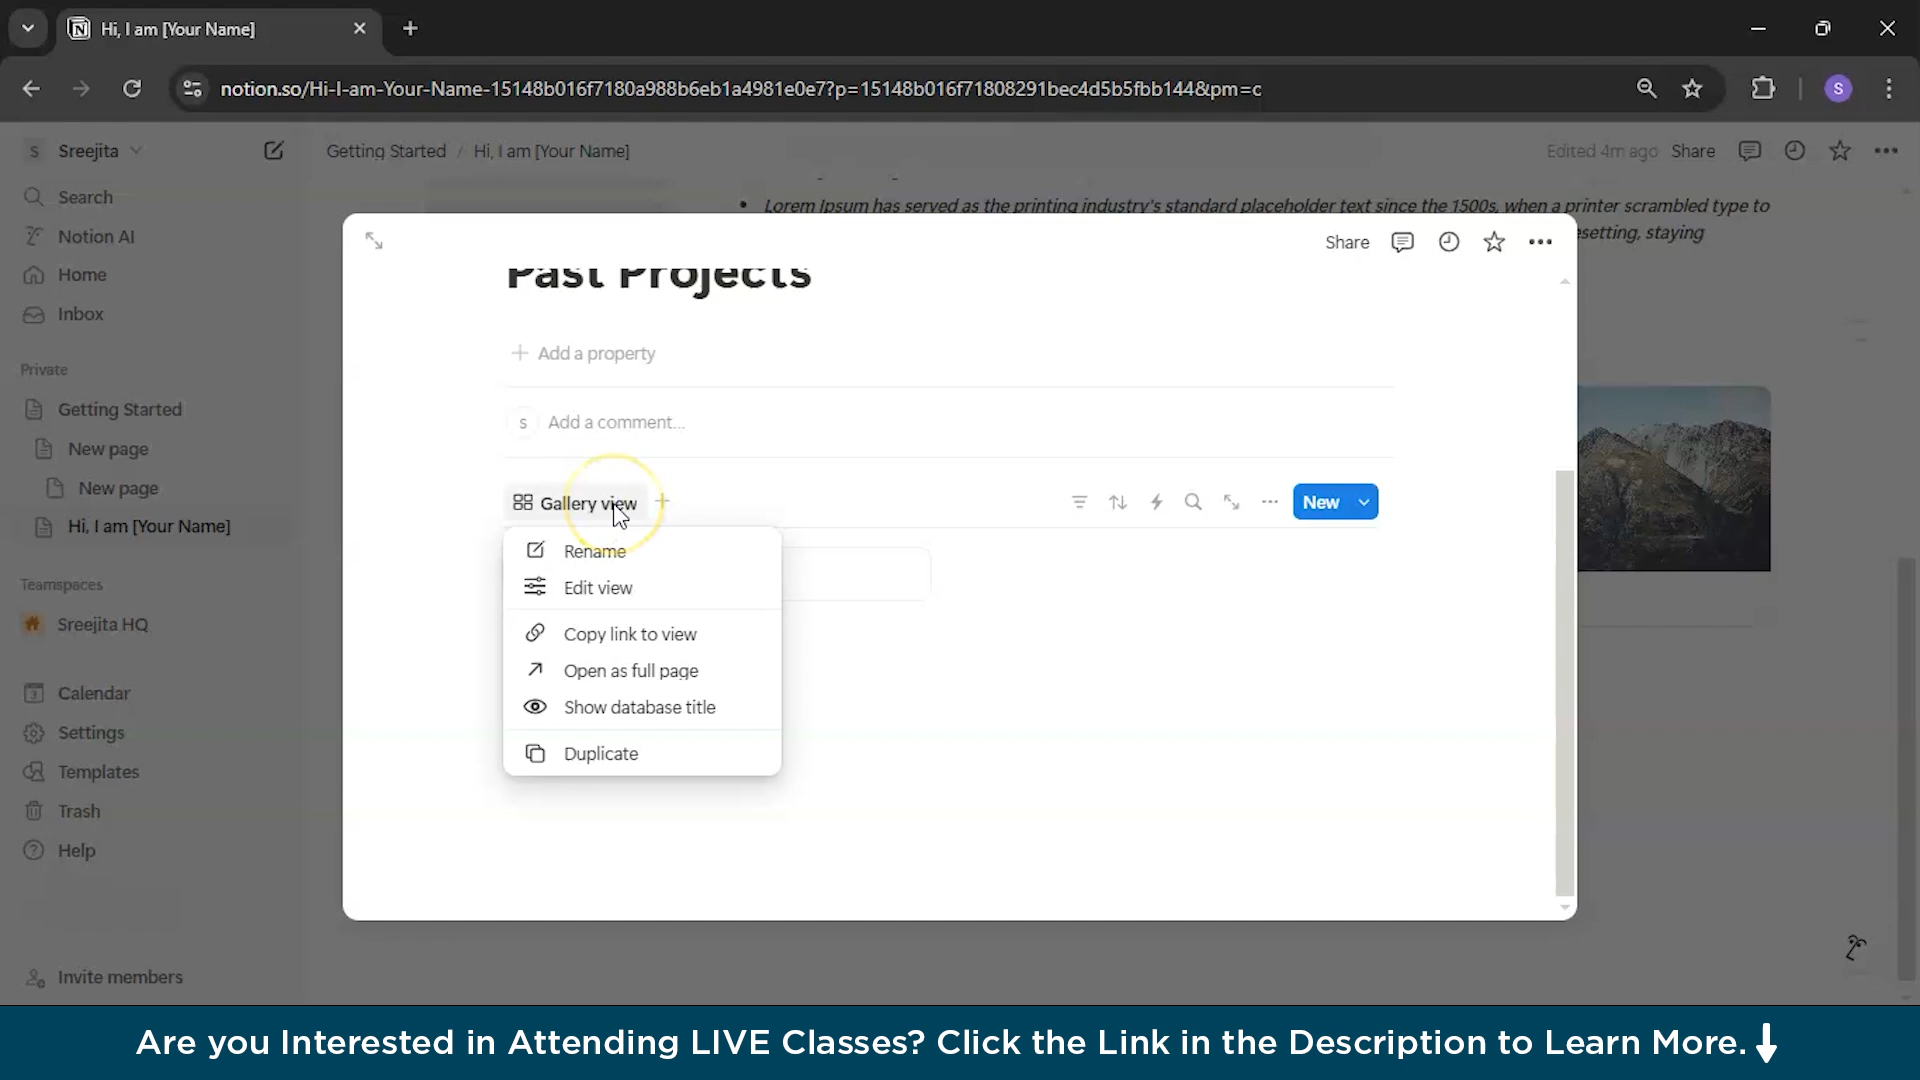 Hi, I am [Your Name]
notion.so/Hi-I-am-Your-Name-15148b016f7180a988b6eb1a4981e0e7?p=15148b016f71808291bec4d5b5fbb144&pm=c
S
S Sreejita
Getting Started / Hi, I am [Your Name]
Edited 4m ago Share
Search
Notion AI
Home
Inbox
Private
Getting Started
New page
New page
Hi, I am [Your Name]
Teamspaces
Sreejita HQ
Calendar
Settings
Templates
Trash
Help
Invite members
• Lorem Ipsum has served as the printing industry's standard placeholder text since the 1500s, when a printer scrambled type to
esetting, staying
Share
Past Projects
Add a property
S Add a comment...
Gallery view
New
Rename
Edit view
Copy link to view
Open as full page
Show database title
Duplicate
Are you Interested in Attending LIVE Classes? Click the Link in the Description to Learn More.